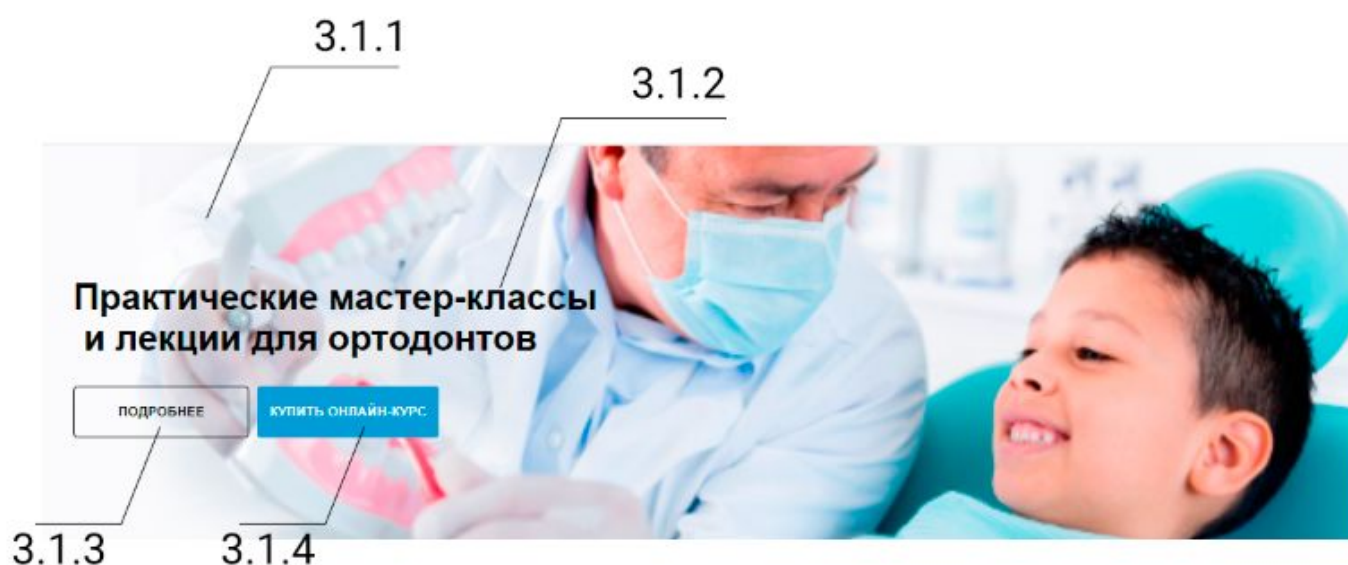 3.1.1
3.1.2
Практические мастер-классы
и лекции для ортодонтов
ПОДРОБНЕЕ
КУПИТЬ ОНЛАЙН-КУРС
3.1.3
3.1.4